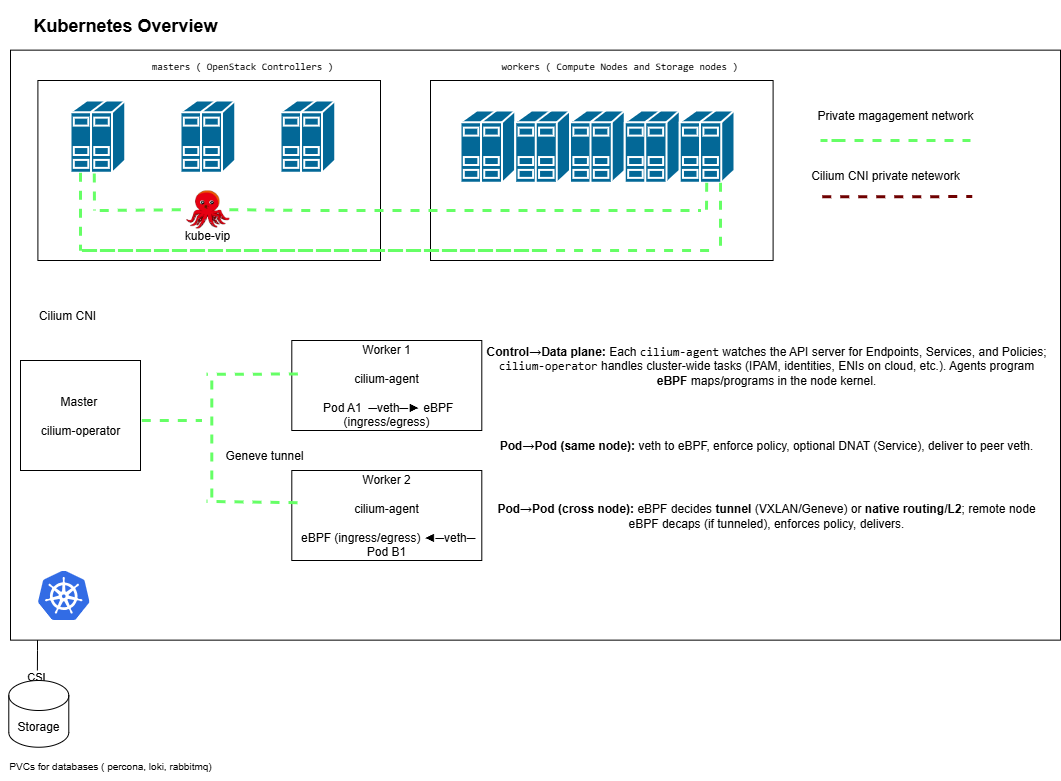 Kubernetes Overview
masters ( OpenStack Controllers )
workers ( Compute Nodes and Storage nodes )
Private magagement network
Cilium CNI private netework
kube-vip
Cilium CNI
Master
cilium-operator
Geneve tunnel
Worker 1
cilium-agent
Pod A1 ─veth─► eBPF
(ingress/egress)
Worker 2
cilium-agent
eBPF (ingress/egress) ◄─veth─
Pod B1
Control→Data plane: Each cilium-agent watches the API server for Endpoints, Services, and Policies;
cilium-operator handles cluster-wide tasks (IPAM, identities, ENIs on cloud, etc.). Agents program
eBPF maps/programs in the node kernel.
Pod→Pod (same node): veth to eBPF, enforce policy, optional DNAT (Service), deliver to peer veth.
Pod→Pod (cross node): eBPF decides tunnel (VXLAN/Geneve) or native routing/L2; remote node
eBPF decaps (if tunneled), enforces policy, delivers.
CSI
Storage
PVCs for databases ( percona, loki, rabbitmq)